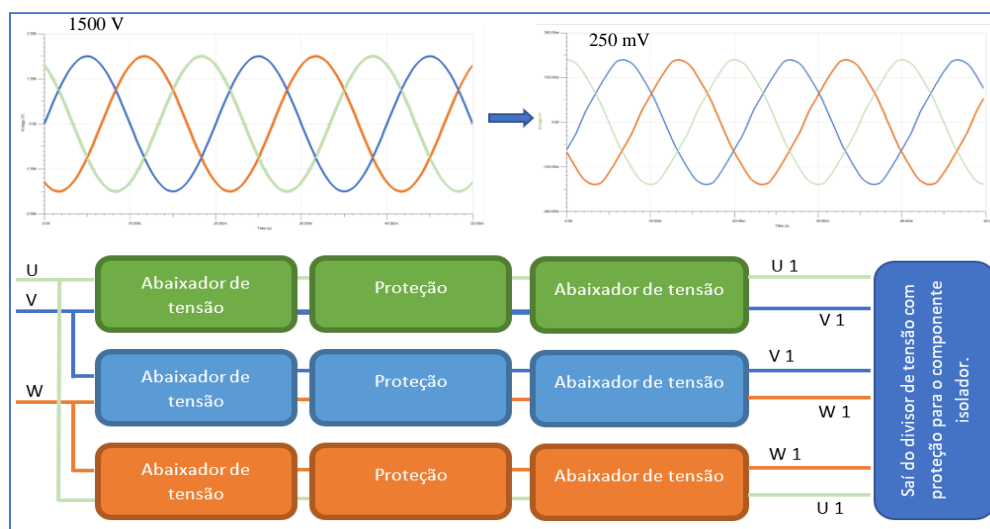 1500 V
250 mV
Time (s)
Time (s)
U
V
W
Abaixador de
tensão
Proteção
Abaixador de tensão
Abaixador de
tensão
Proteção
Abaixador de tensão
Abaixador de
tensão
Proteção
Abaixador de tensão
U 1
V 1
V 1
W 1
W 1
U 1
Saí do divisor de tensão com
proteção para o componente
isolador.